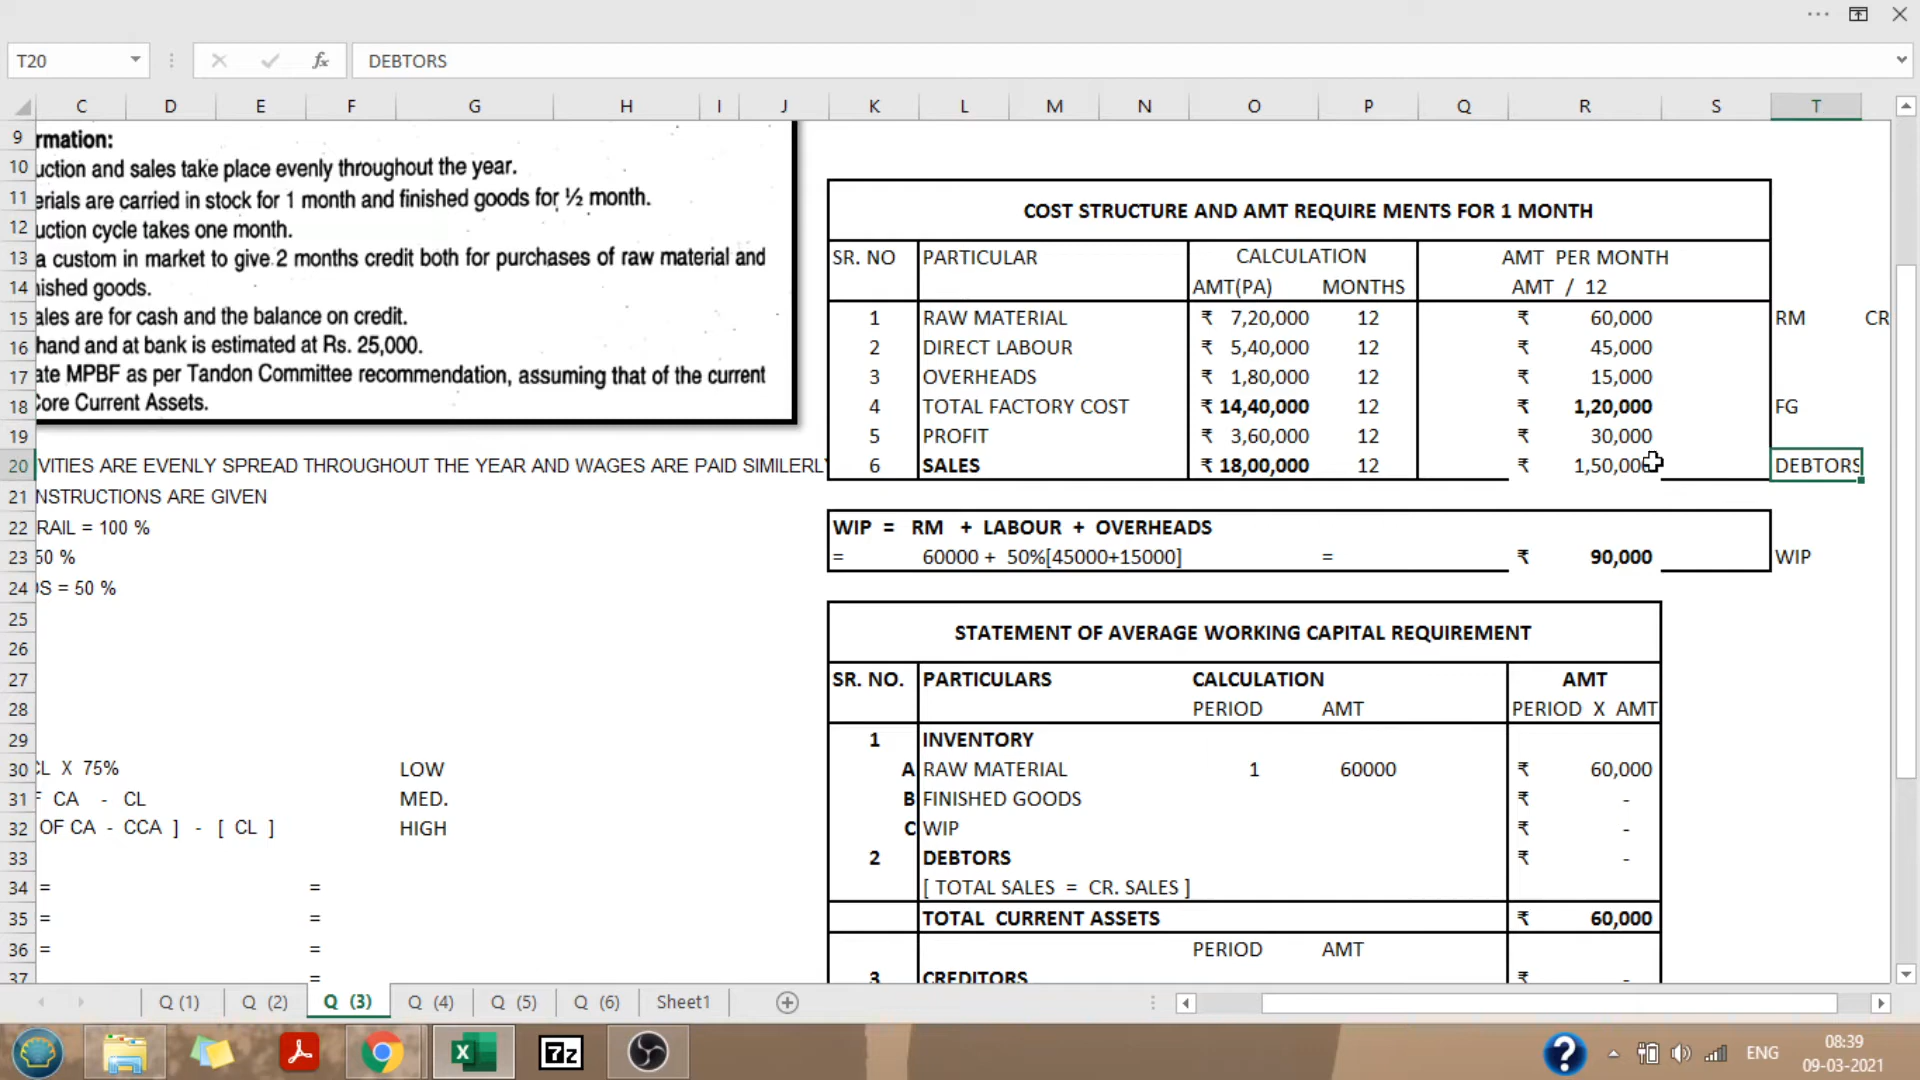 T20
fx
DEBTORS
C D E F G H I J K L M N O P Q R S T
9 rmation:
10 uction and sales take place evenly throughout the year.
11 erials are carried in stock for 1 month and finished goods for ½ month.
12 uction cycle takes one month.
13 a custom in market to give 2 months credit both for purchases of raw material and
14 ished goods.
15 ales are for cash and the balance on credit.
16 hand and at bank is estimated at Rs. 25,000.
17 ate MPBF as per Tandon Committee recommendation, assuming that of the current
18 Core Current Assets.
19
20 VITIES ARE EVENLY SPREAD THROUGHOUT THE YEAR AND WAGES ARE PAID SIMILERLY
21 NSTRUCTIONS ARE GIVEN
22 RAIL = 100 %
23 50 %
24 OS = 50 %
25
26
27
28
29
30 CL X 75% LOW
31 F CA - CL MED.
32 OF CA - CCA ] - [ CL ] HIGH
33
34 = =
35 = =
36 = =
37 =
COST STRUCTURE AND AMT REQUIRE MENTS FOR 1 MONTH
SR. NO PARTICULAR CALCULATION AMT PER MONTH
AMT(PA) MONTHS AMT / 12
1 RAW MATERIAL ₹ 7,20,000 12 ₹ 60,000 RM CR
2 DIRECT LABOUR ₹ 5,40,000 12 ₹ 45,000
3 OVERHEADS ₹ 1,80,000 12 ₹ 15,000
4 TOTAL FACTORY COST ₹ 14,40,000 12 ₹ 1,20,000 FG
5 PROFIT ₹ 3,60,000 12 ₹ 30,000
6 SALES ₹ 18,00,000 12 ₹ 1,50,000 DEBTORS
WIP = RM + LABOUR + OVERHEADS
= 60000 + 50%[45000+15000] = ₹ 90,000 WIP
STATEMENT OF AVERAGE WORKING CAPITAL REQUIREMENT
SR. NO. PARTICULARS CALCULATION AMT
PERIOD AMT PERIOD X AMT
1 INVENTORY
A RAW MATERIAL 1 60000 ₹ 60,000
B FINISHED GOODS ₹ -
C WIP ₹ -
2 DEBTORS ₹ -
[ TOTAL SALES = CR. SALES ]
TOTAL CURRENT ASSETS ₹ 60,000
PERIOD AMT
3 CREDITORS ₹ -
Q (1) Q (2) Q (3) Q (4) Q (5) Q (6) Sheet1
7z
ENG
08:39
09-03-2021